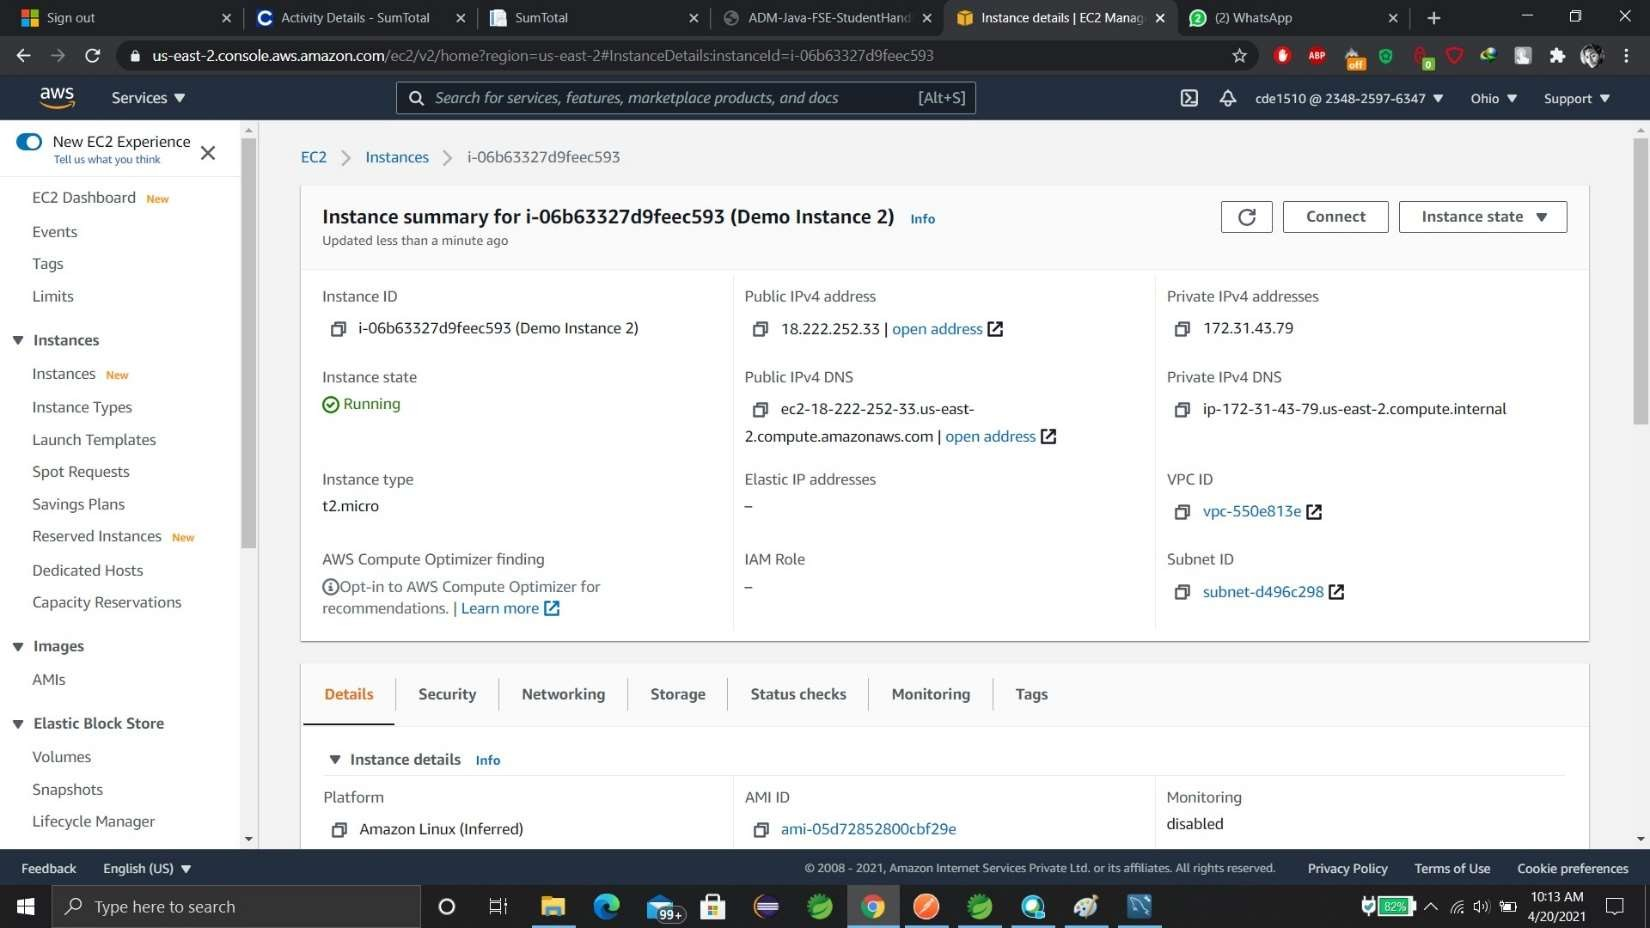 Sign out
Activity Details - SumTotal
SumTotal
ADM-Java-FSE-StudentHand
Instance details | EC2 Manag
(2) WhatsApp
us-east-2.console.aws.amazon.com/ec2/v2/home?region=us-east-2#InstanceDetails:instanceId=i-06b63327d9feec593
ABP
off
0
aws
Services
Search for services, features, marketplace products, and docs
[Alt+S]
cde1510 @ 2348-2597-6347
Ohio
Support
New EC2 Experience
Tell us what you think
EC2 Dashboard New
Events
Tags
Limits
Instances
Instances New
Instance Types
Launch Templates
Spot Requests
Savings Plans
Reserved Instances New
Dedicated Hosts
Capacity Reservations
Images
AMIs
Elastic Block Store
Volumes
Snapshots
Lifecycle Manager
EC2 > Instances > i-06b63327d9feec593
Instance summary for i-06b63327d9feec593 (Demo Instance 2) Info
Updated less than a minute ago
Connect
Instance state
Instance ID
i-06b63327d9feec593 (Demo Instance 2)
Public IPv4 address
18.222.252.33 | open address
Private IPv4 addresses
172.31.43.79
Instance state
Running
Public IPv4 DNS
ec2-18-222-252-33.us-east-
2.compute.amazonaws.com | open address
Private IPv4 DNS
ip-172-31-43-79.us-east-2.compute.internal
Instance type
t2.micro
Elastic IP addresses
–
VPC ID
vpc-550e813e
AWS Compute Optimizer finding
Opt-in to AWS Compute Optimizer for
recommendations. | Learn more
IAM Role
–
Subnet ID
subnet-d496c298
Details
Security
Networking
Storage
Status checks
Monitoring
Tags
Instance details Info
Platform
Amazon Linux (Inferred)
AMI ID
ami-05d72852800cbf29e
Monitoring
disabled
Feedback
English (US)
© 2008 - 2021, Amazon Internet Services Private Ltd. or its affiliates. All rights reserved.
Privacy Policy
Terms of Use
Cookie preferences
Type here to search
99+
82%
10:13 AM
4/20/2021